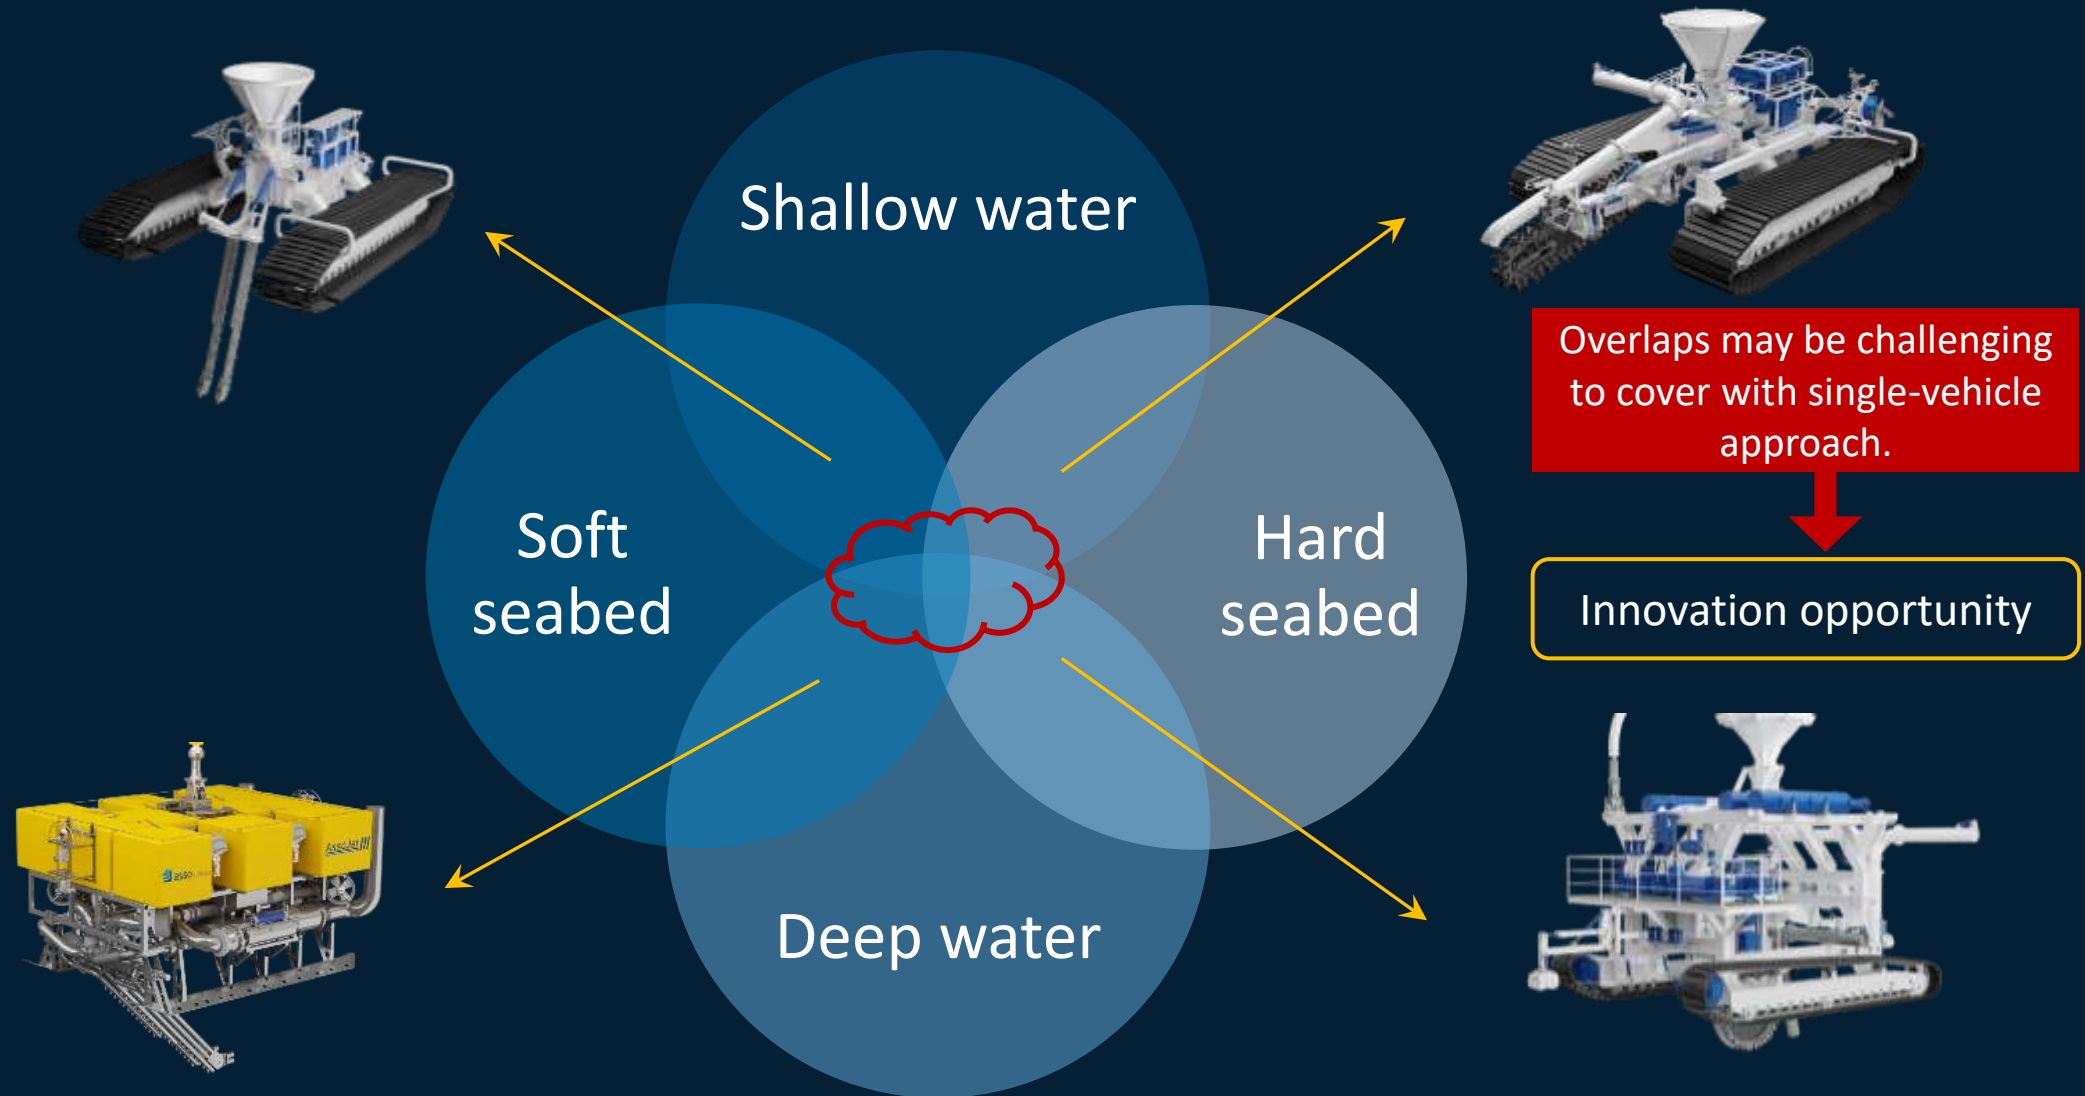 Shallow water
Overlaps may be challenging
to cover with single-vehicle
approach.
Soft
seabed
Hard
seabed
Innovation opportunity
Deep water
asso